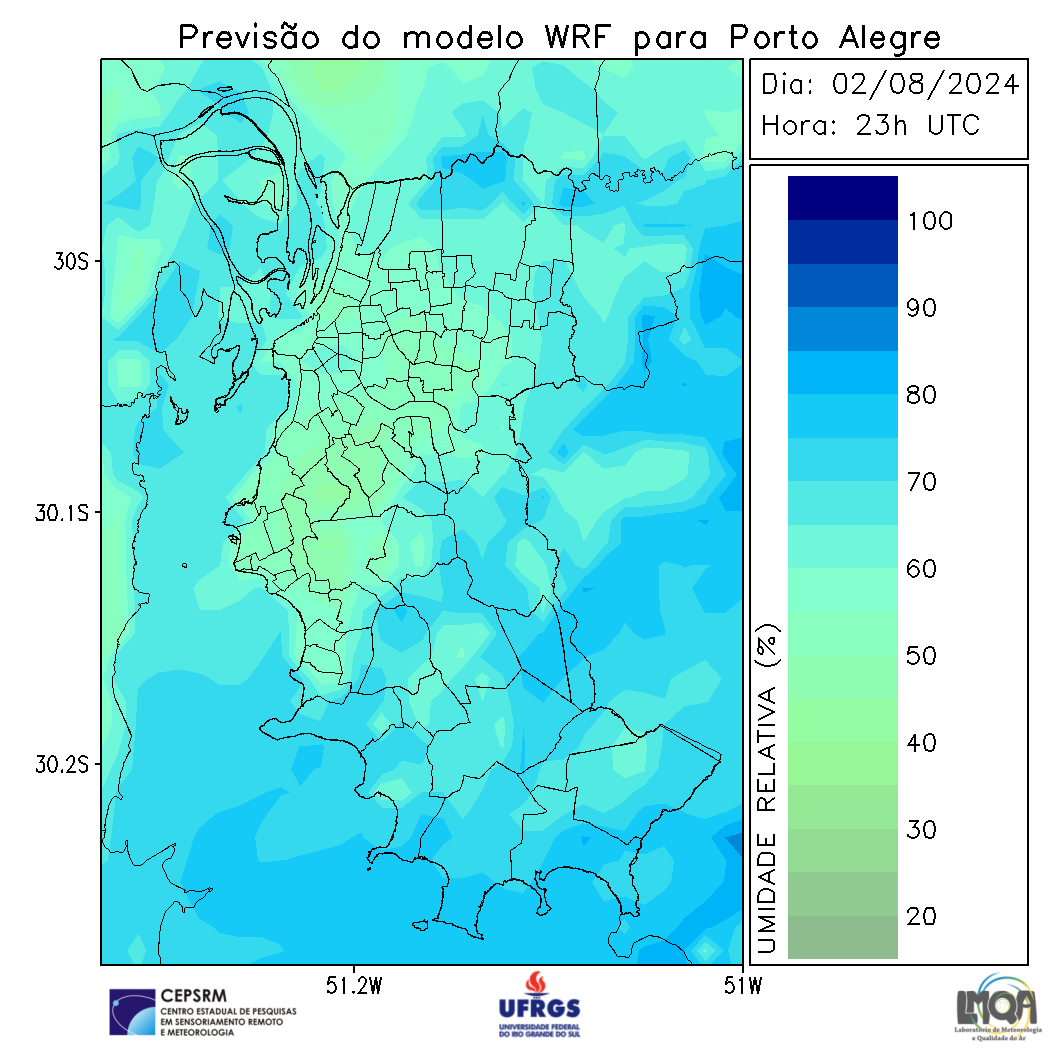 Previsão do modelo WRF para Porto Alegre
Dia: 02/08/2024
Hora: 23h UTC
30S
30.1S
30.2S
51.2W
51W
100
90
80
70
60
50
40
30
20
UMIDADE RELATIVA (%)
CEPSRM
CENTRO ESTADUAL DE PESQUISAS
EM SENSORIAMENTO REMOTO
E METEOROLOGIA
UFRGS
UNIVERSIDADE FEDERAL
DO RIO GRANDE DO SUL
LMQA
Laboratório de Meteorologia
e Qualidade do Ar